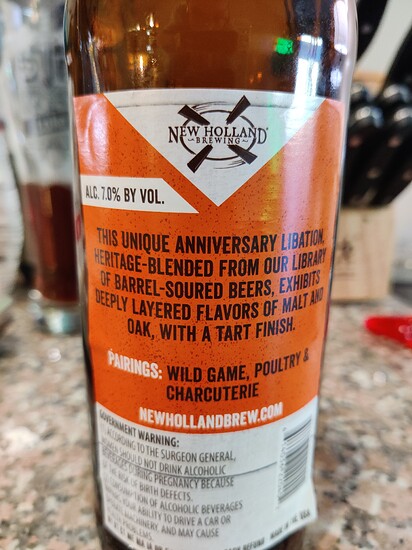 NEW HOLLAND
BREWING
ALC. 7.0% BY VOL.
THIS UNIQUE ANNIVERSARY LIBATION,
HERITAGE-BLENDED FROM OUR LIBRARY
OF BARREL-SOURED BEERS, EXHIBITS
DEEPLY LAYERED FLAVORS OF MALT AND
OAK, WITH A TART FINISH.
PAIRINGS: WILD GAME, POULTRY &
CHARCUTERIE
NEWHOLLANDBREW.COM
GOVERNMENT WARNING:
ACCORDING TO THE SURGEON GENERAL,
SHOULD NOT DRINK ALCOHOLIC
BEVERAGES DURING PREGNANCY BECAUSE
RISK OF BIRTH DEFECTS.
OF ALCOHOLIC BEVERAGES
YOUR ABILITY TO DRIVE A CAR OR
MACHINERY, AND MAY CAUSE